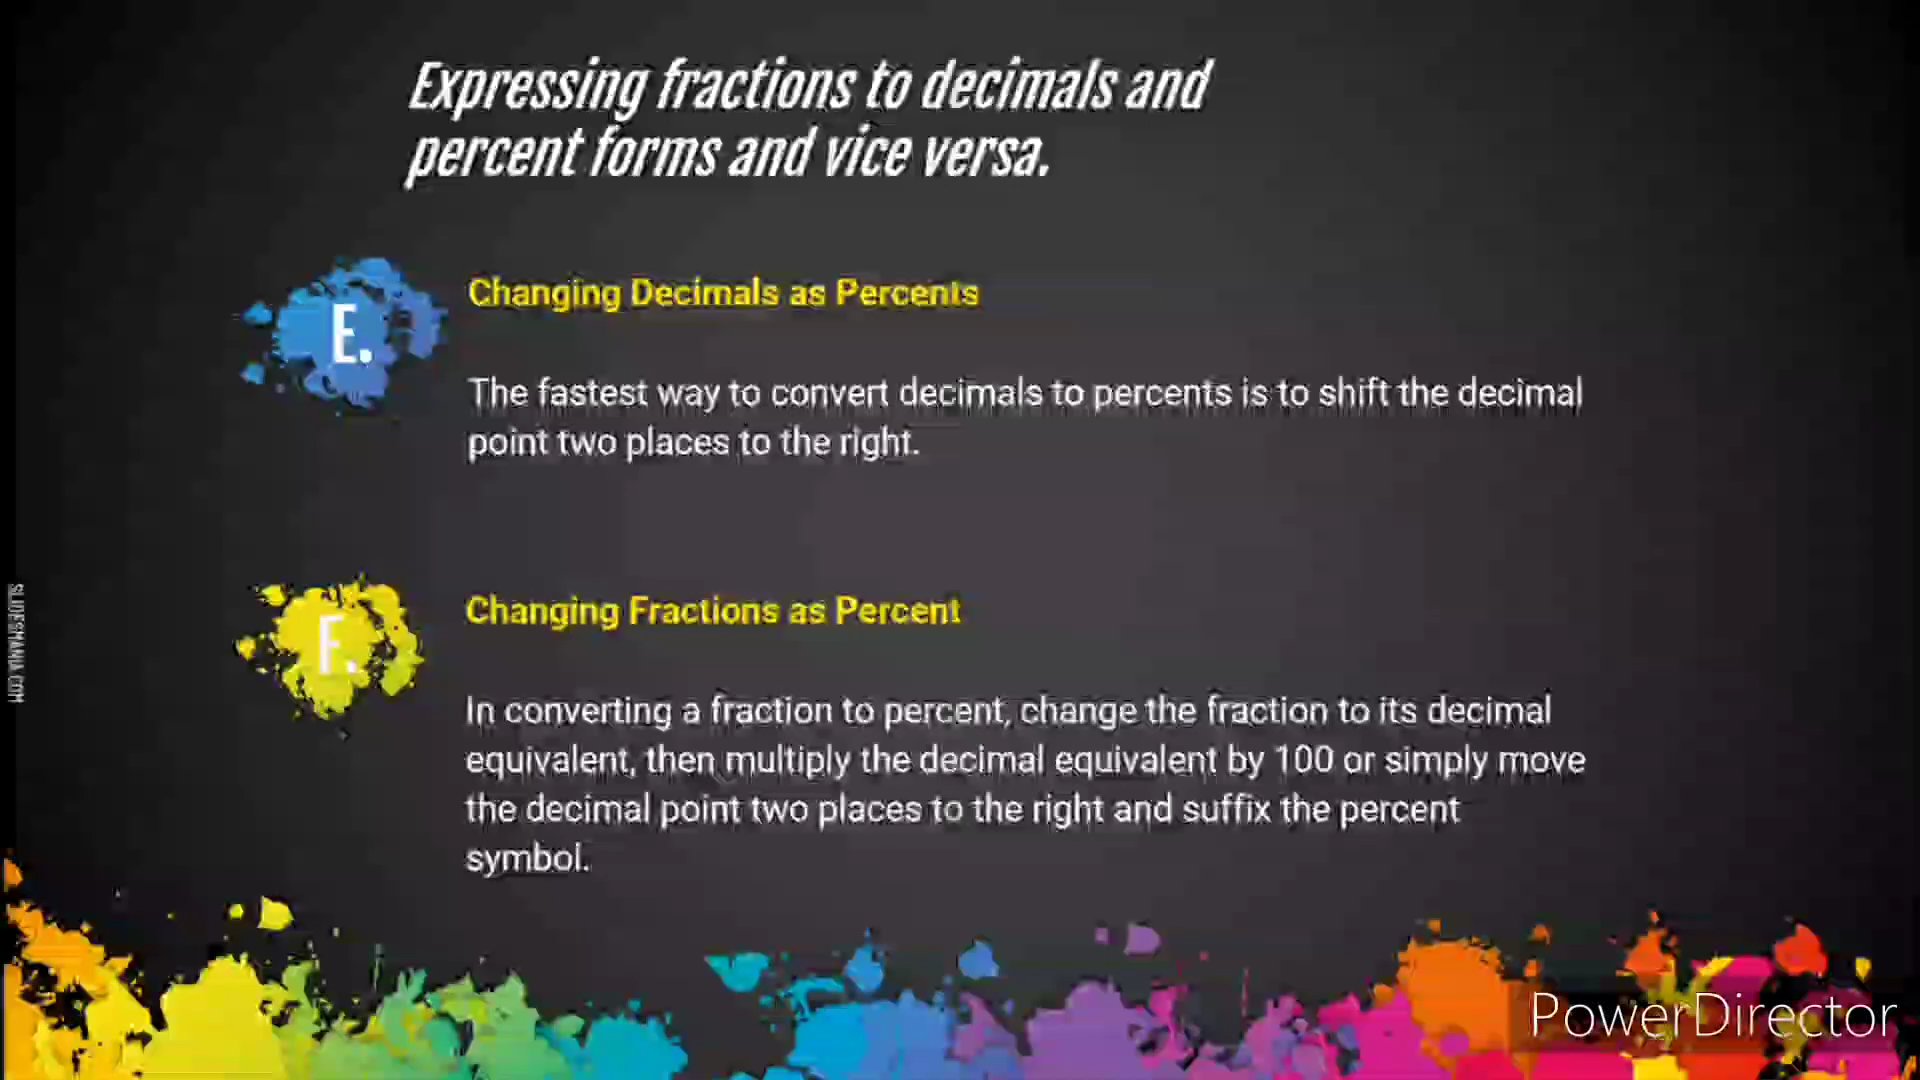 Expressing fractions to decimals and
percent forms and vice versa.
E.
Changing Decimals as Percents
The fastest way to convert decimals to percents is to shift the decimal
point two places to the right.
F.
Changing Fractions as Percent
In converting a fraction to percent, change the fraction to its decimal
equivalent, then multiply the decimal equivalent by 100 or simply move
the decimal point two places to the right and suffix the percent
symbol.
SLIDESMANIA.COM
PowerDirector